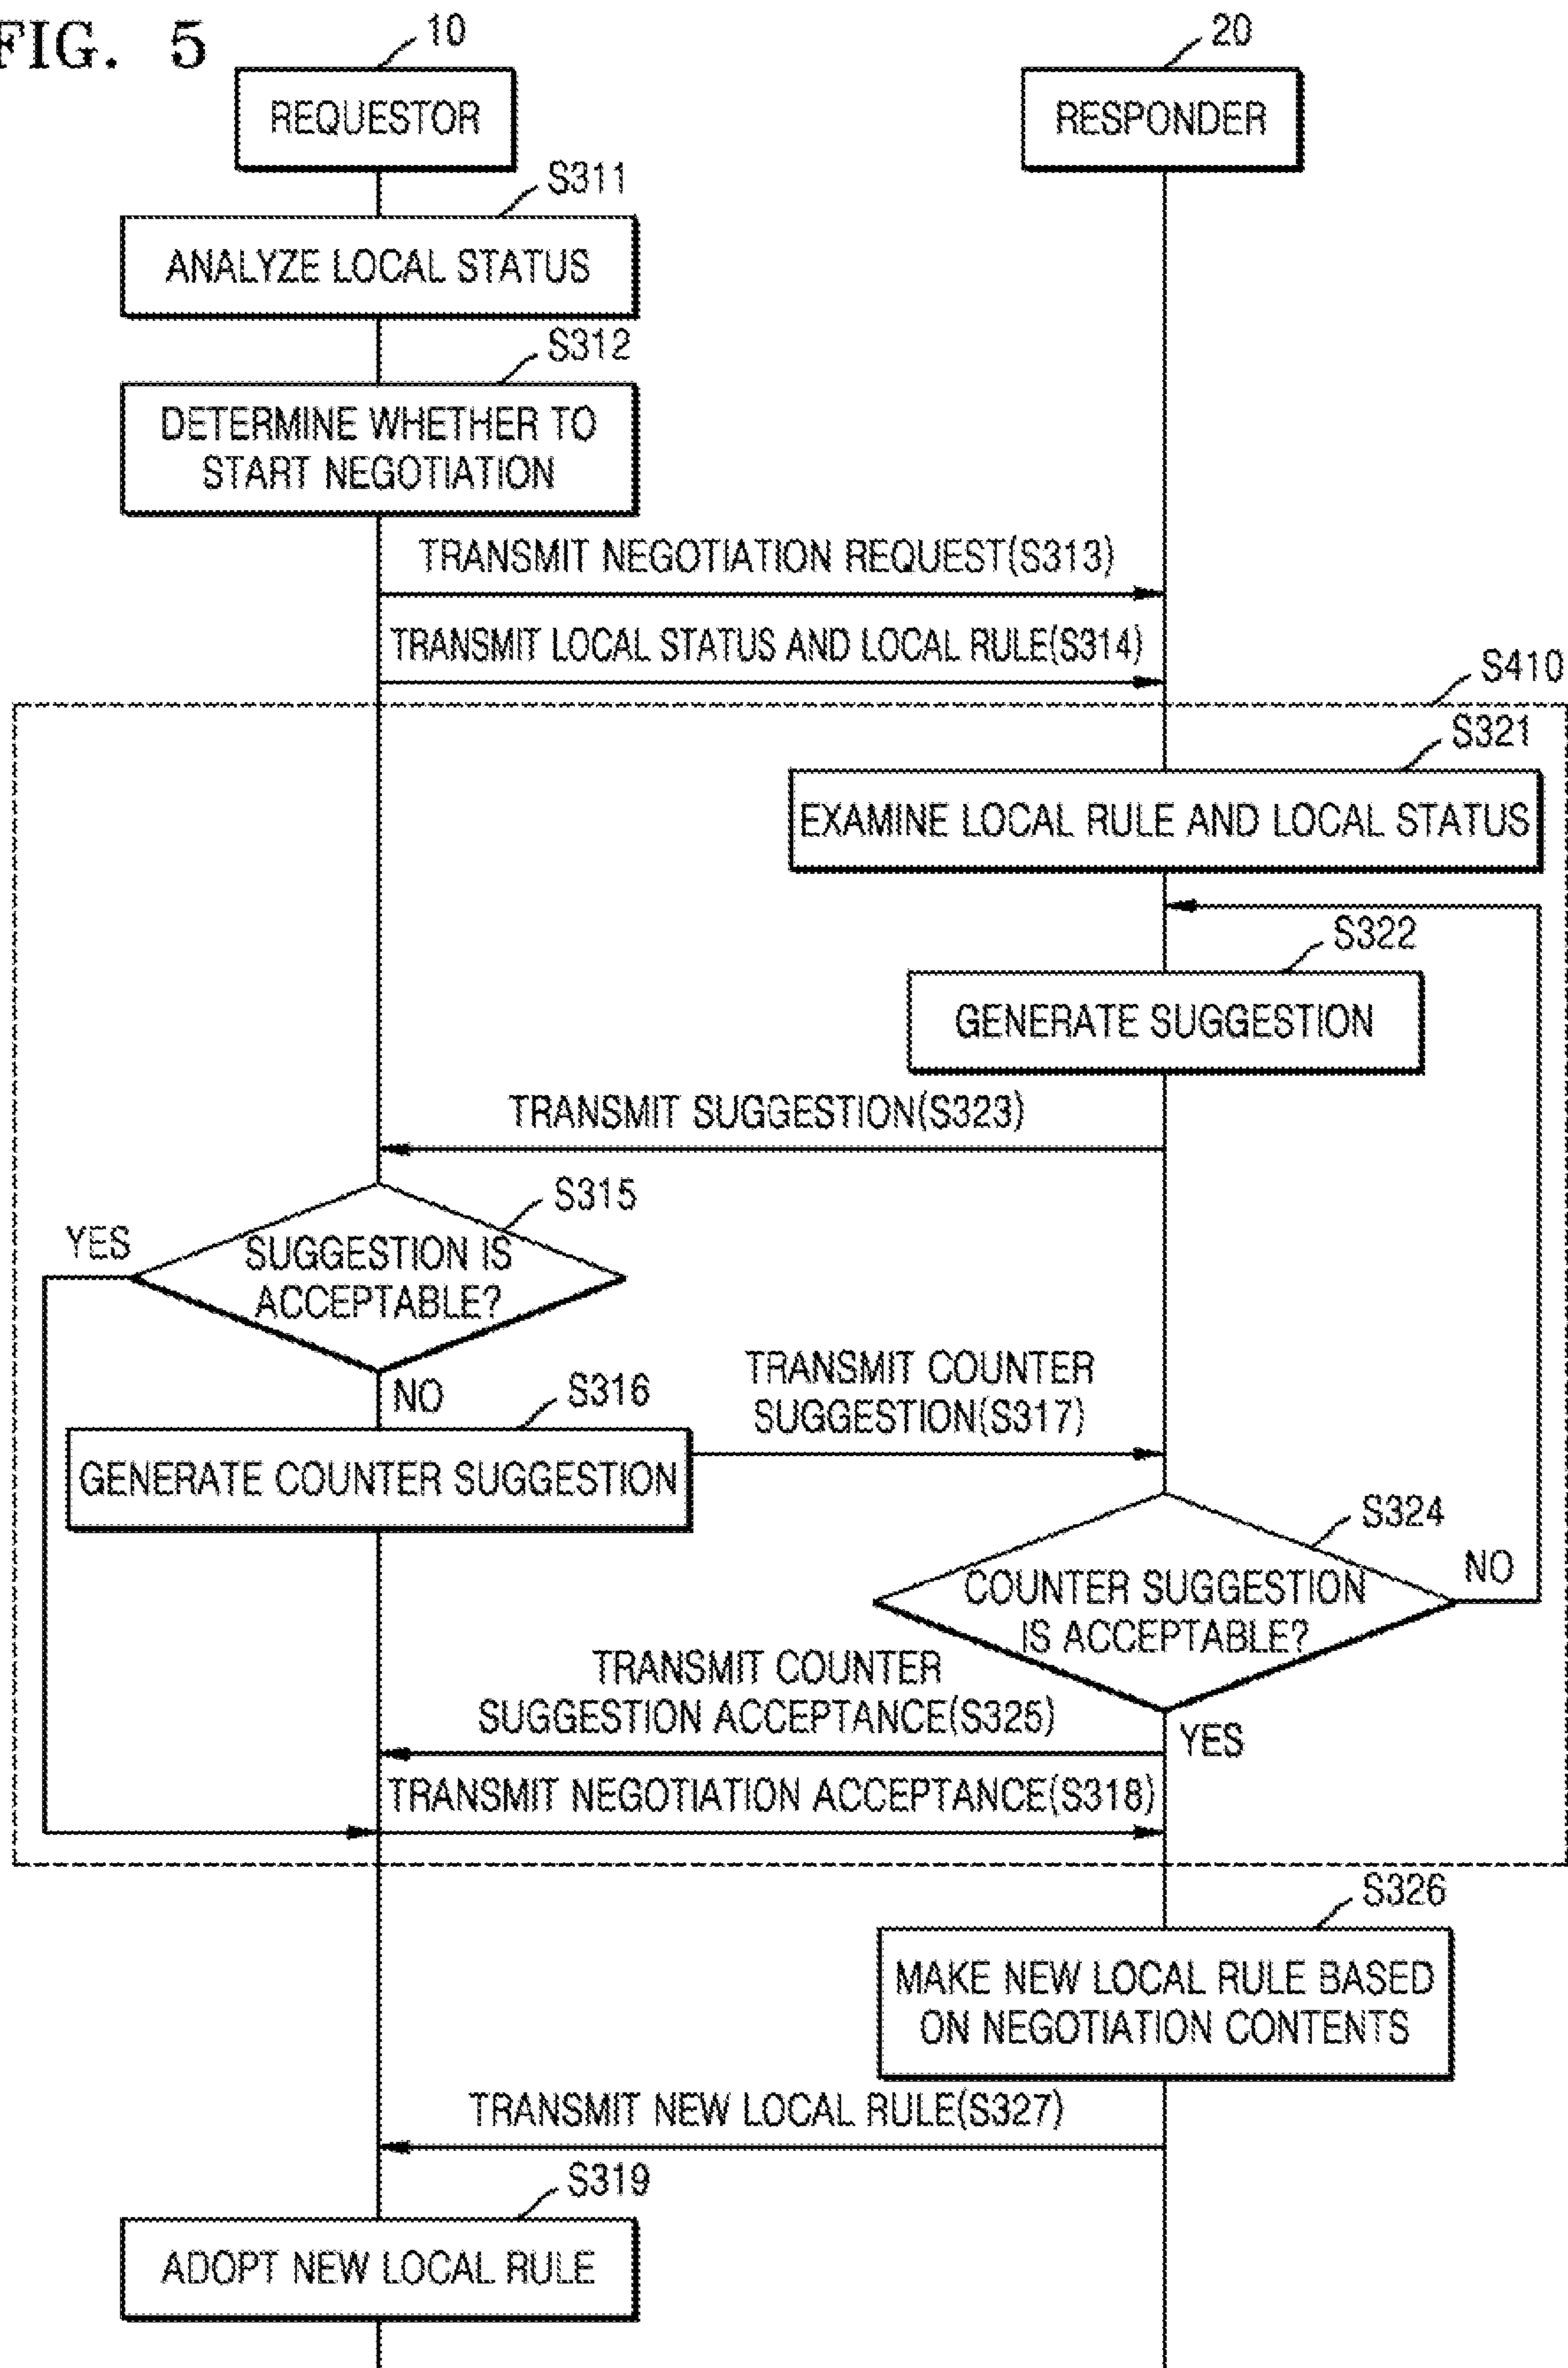 FIG. 5
10
20
REQUESTOR
RESPONDER
S311
ANALYZE LOCAL STATUS
S312
DETERMINE WHETHER TO
START NEGOTIATION
TRANSMIT NEGOTIATION REQUEST(S313)
TRANSMIT LOCAL STATUS AND LOCAL RULE(S314)
S410
S321
EXAMINE LOCAL RULE AND LOCAL STATUS
S322
GENERATE SUGGESTION
TRANSMIT SUGGESTION(S323)
S315
YES
SUGGESTION IS
ACCEPTABLE?
NO
S316
GENERATE COUNTER SUGGESTION
TRANSMIT COUNTER
SUGGESTION(S317)
S324
COUNTER SUGGESTION
IS ACCEPTABLE?
NO
TRANSMIT COUNTER
SUGGESTION ACCEPTANCE(S325)
YES
TRANSMIT NEGOTIATION ACCEPTANCE(S318)
S326
MAKE NEW LOCAL RULE BASED
ON NEGOTIATION CONTENTS
TRANSMIT NEW LOCAL RULE(S327)
S319
ADOPT NEW LOCAL RULE